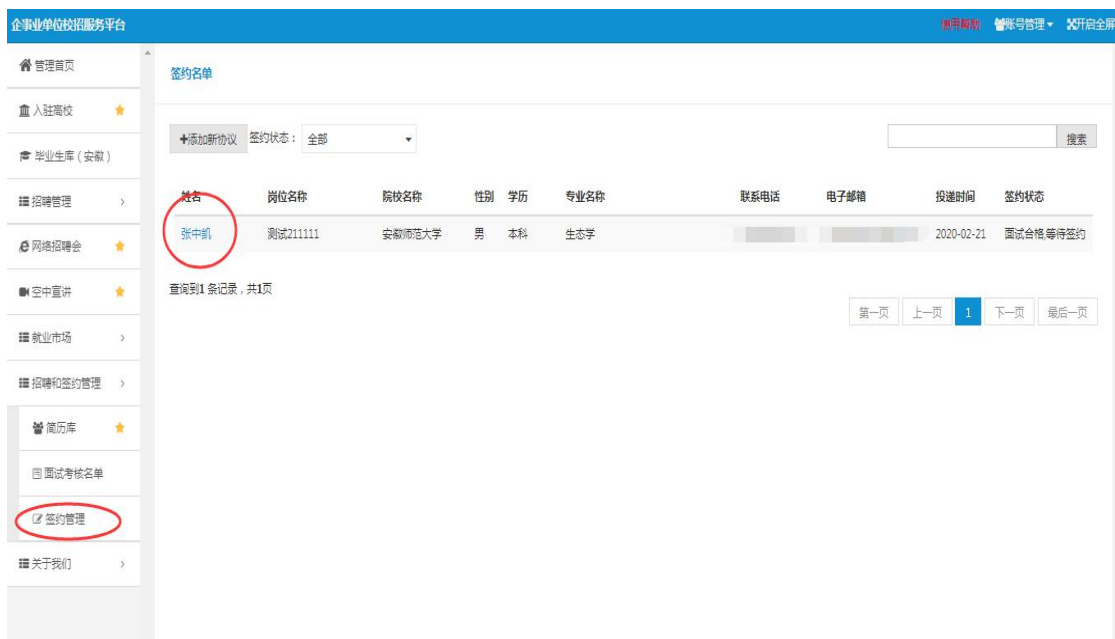 企事业单位校招服务平台
使用帮助 账号管理 开启全屏
管理首页
入驻高校
毕业生库（安徽）
招聘管理
网络招聘会
空中宣讲
就业市场
招聘和签约管理
简历库
面试考核名单
签约管理
关于我们
签约名单
添加新协议 签约状态： 全部 搜索
姓名 岗位名称 院校名称 性别 学历 专业名称 联系电话 电子邮箱 投递时间 签约状态
张中凯 测试211111 安徽师范大学 男 本科 生态学 2020-02-21 面试合格,等待签约
查询到1 条记录，共1页
第一页 上一页 1 下一页 最后一页